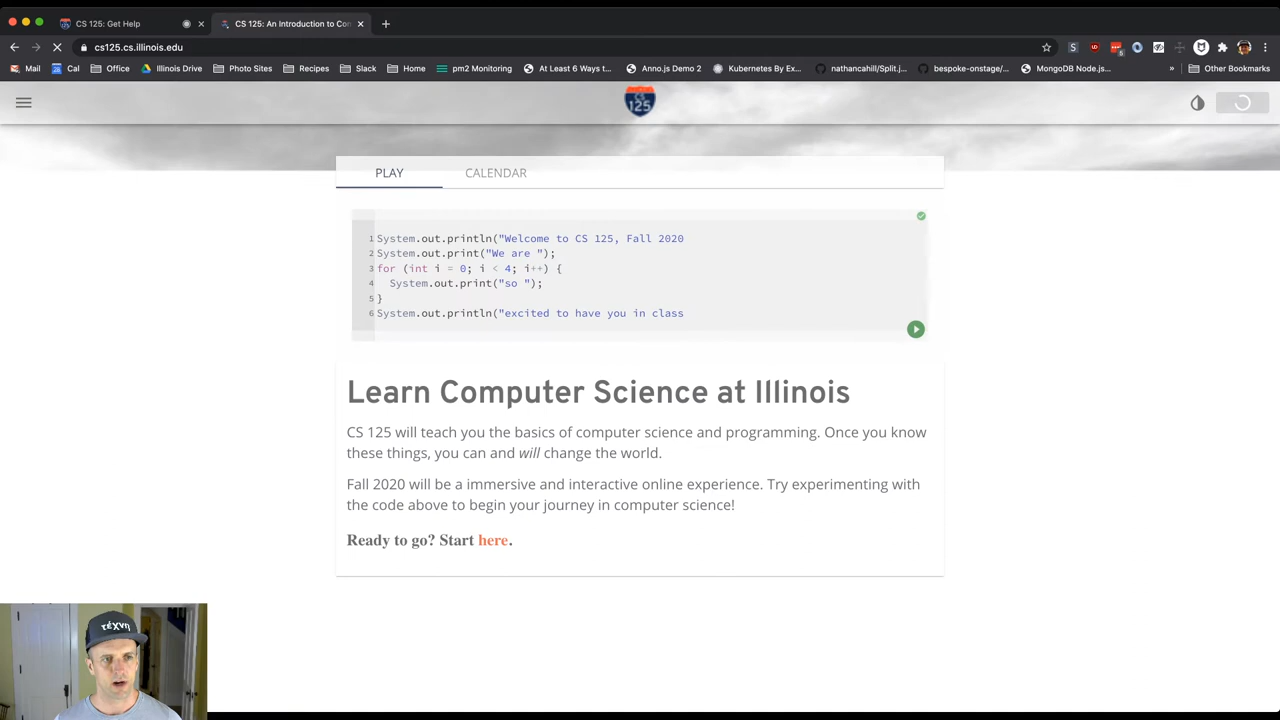 CS 125: Get Help
CS 125: An Introduction to Con
cs125.cs.illinois.edu
Mail Cal Office Illinois Drive Photo Sites Recipes Slack Home pm2 Monitoring At Least 6 Ways t... Anno.js Demo 2 Kubernetes By Ex... nathancahill/Split.j... bespoke-onstage/... MongoDB Node.js... » Other Bookmarks
CS
125
PLAY CALENDAR
1 System.out.println("Welcome to CS 125, Fall 2020
2 System.out.print("We are ");
3 for (int i = 0; i < 4; i++) {
4 System.out.print("so ");
5 }
6 System.out.println("excited to have you in class
Learn Computer Science at Illinois
CS 125 will teach you the basics of computer science and programming. Once you know
these things, you can and will change the world.
Fall 2020 will be a immersive and interactive online experience. Try experimenting with
the code above to begin your journey in computer science!
Ready to go? Start here.